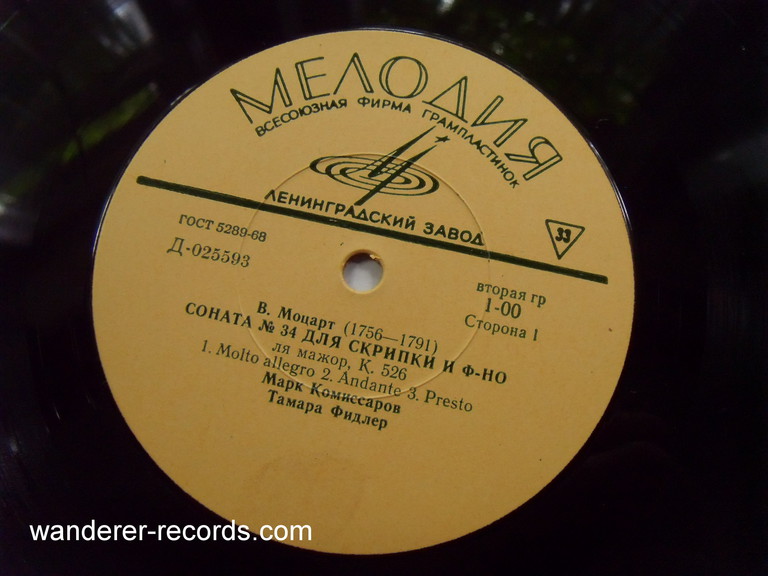 МЕЛОДИЯ
ВСЕСОЮЗНАЯ ФИРМА ГРАМПЛАСТИНОК
ЛЕНИНГРАДСКИЙ ЗАВОД
33
ГОСТ 5289-68
Д-025593
вторая гр
1-00
Сторона 1
В. Моцарт (1756—1791)
СОНАТА № 34 ДЛЯ СКРИПКИ И Ф-НО
ля мажор, К. 526
1. Molto allegro 2. Andante 3. Presto
Марк Комиссаров
Тамара Фидлер
wanderer-records.com